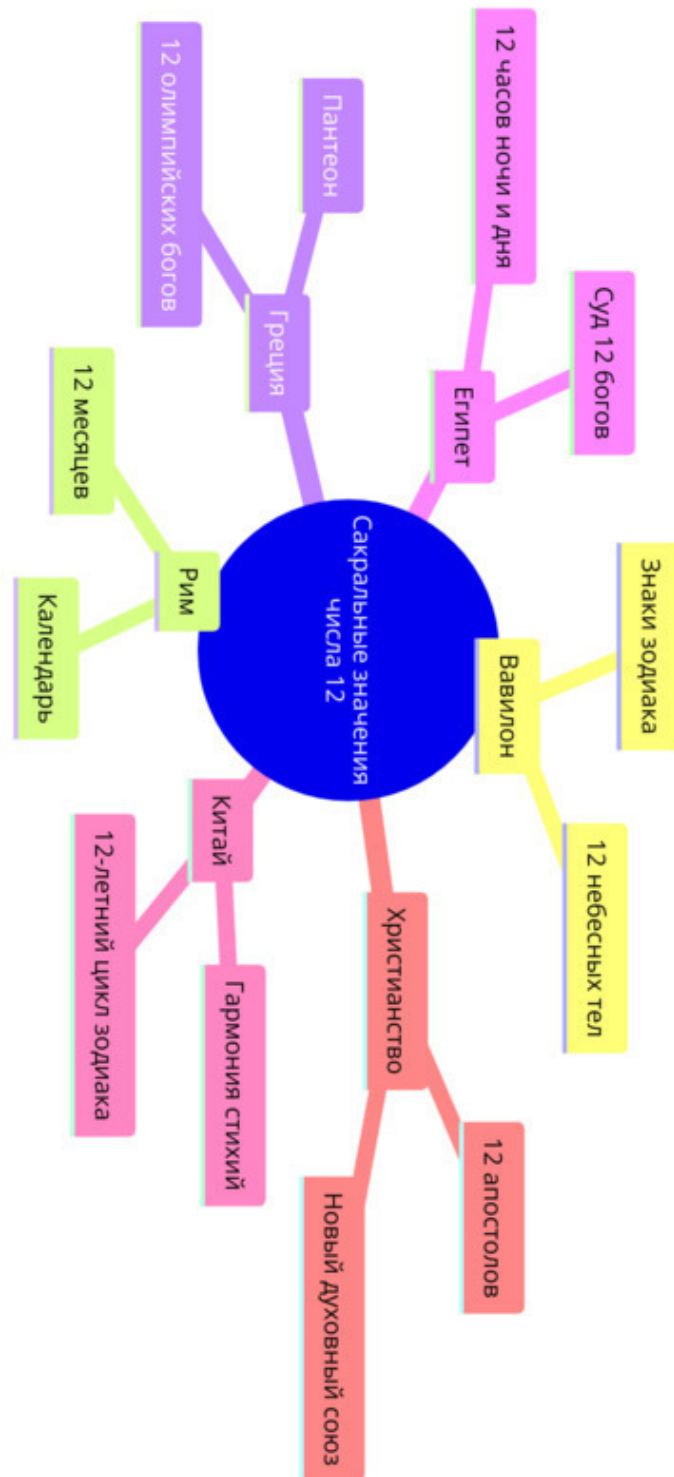 Сакральные значения
числа 12
Вавилон
Знаки зодиака
12 небесных тел
Египет
12 часов ночи и дня
Суд 12 богов
Греция
Пантеон
12 олимпийских богов
Рим
12 месяцев
Календарь
Китай
12-летний цикл зодиака
Гармония стихий
Христианство
12 апостолов
Новый духовный союз